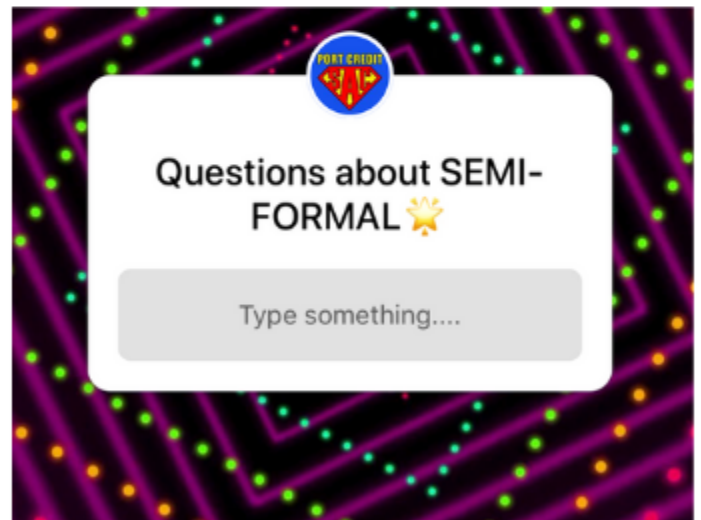 PORT CREDIT
SAC
Questions about SEMI-
FORMAL🌟
Type something....